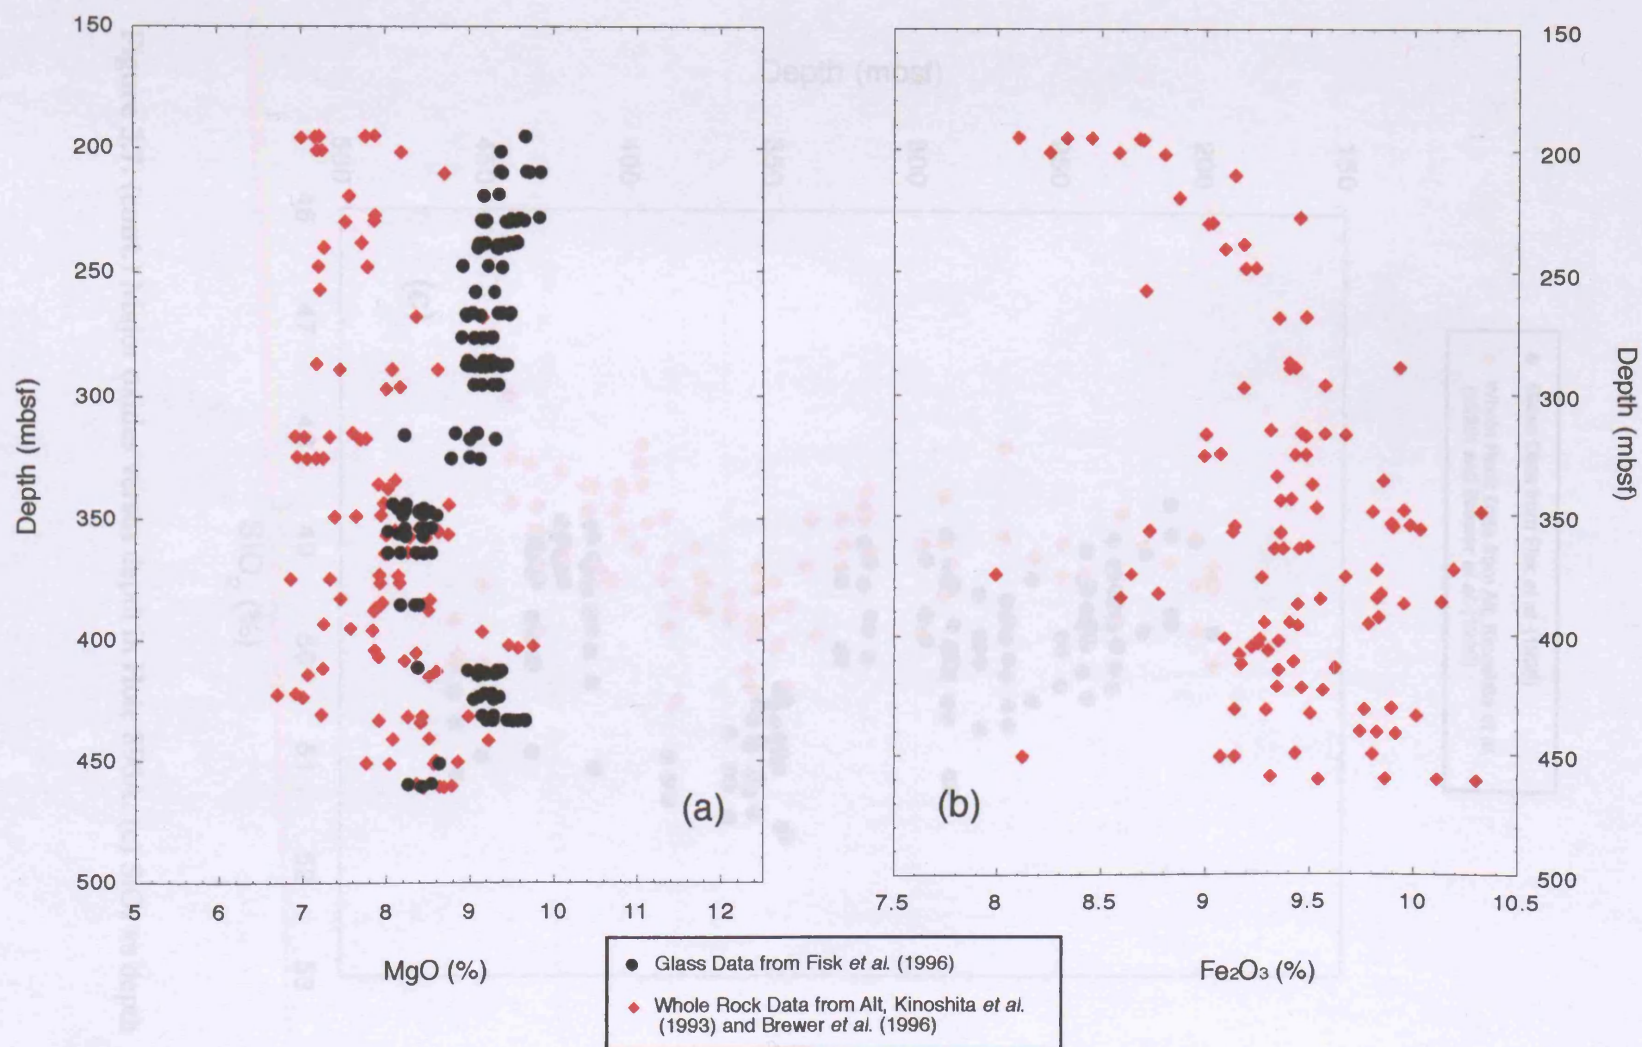 150
200
250
300
350
400
450
500
Depth (mbsf)
5 6 7 8 9 10 11 12
MgO (%)
(a)
150
200
250
300
350
400
450
500
Depth (mbsf)
7.5 8 8.5 9 9.5 10 10.5
Fe₂O₃ (%)
(b)
Glass Data from Fisk et al. (1996)
Whole Rock Data from Alt, Kinoshita et al.
(1993) and Brewer et al. (1996)